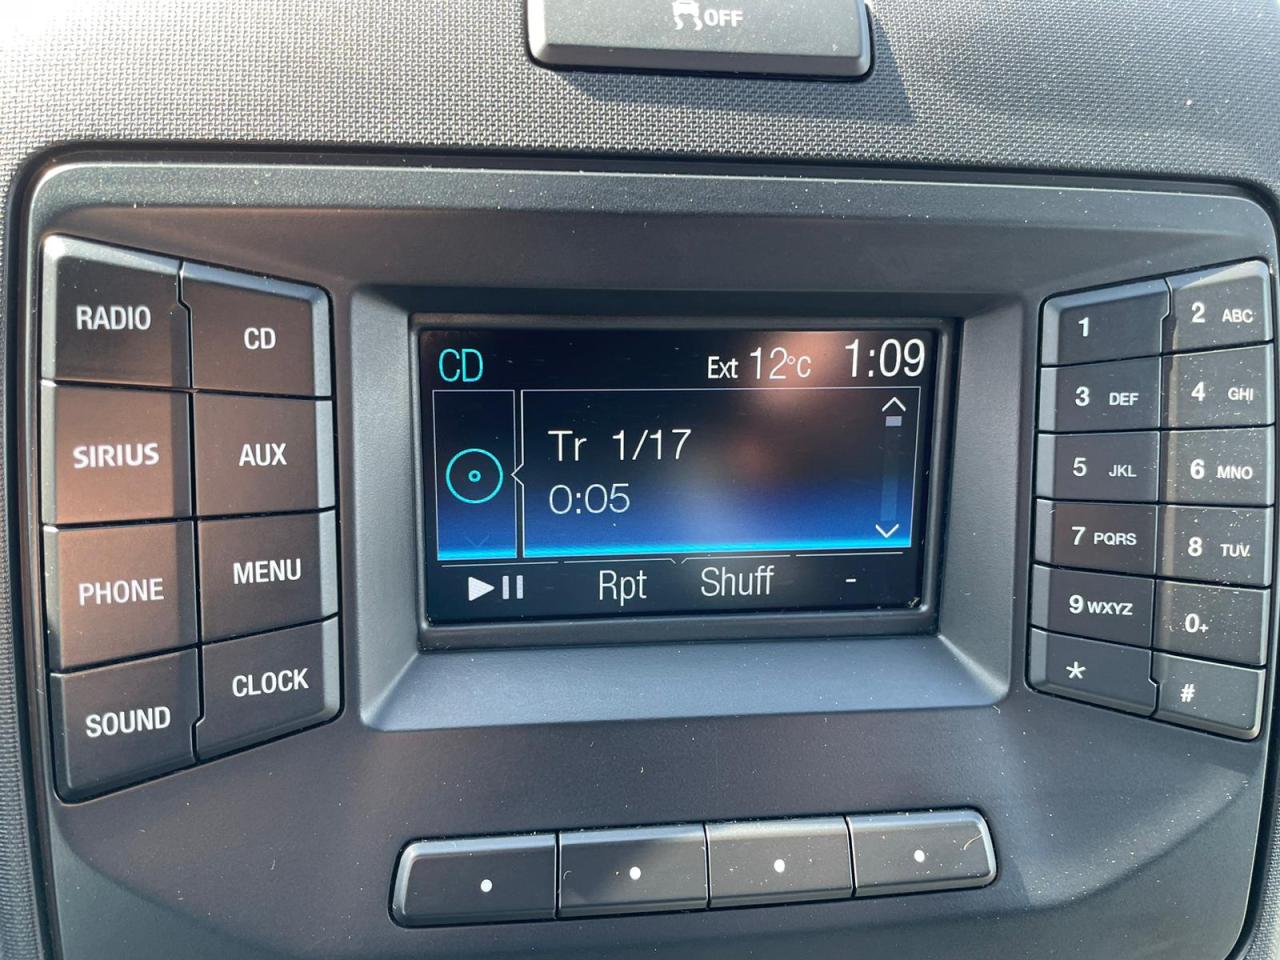 OFF
RADIO
CD
SIRIUS
AUX
PHONE
MENU
SOUND
CLOCK
CD Ext 12°C 1:09
Tr 1/17
0:05
Rpt Shuff -
1
2 ABC
3 DEF
4 GHI
5 JKL
6 MNO
7 PQRS
8 TUV
9 WXYZ
0+
*
#